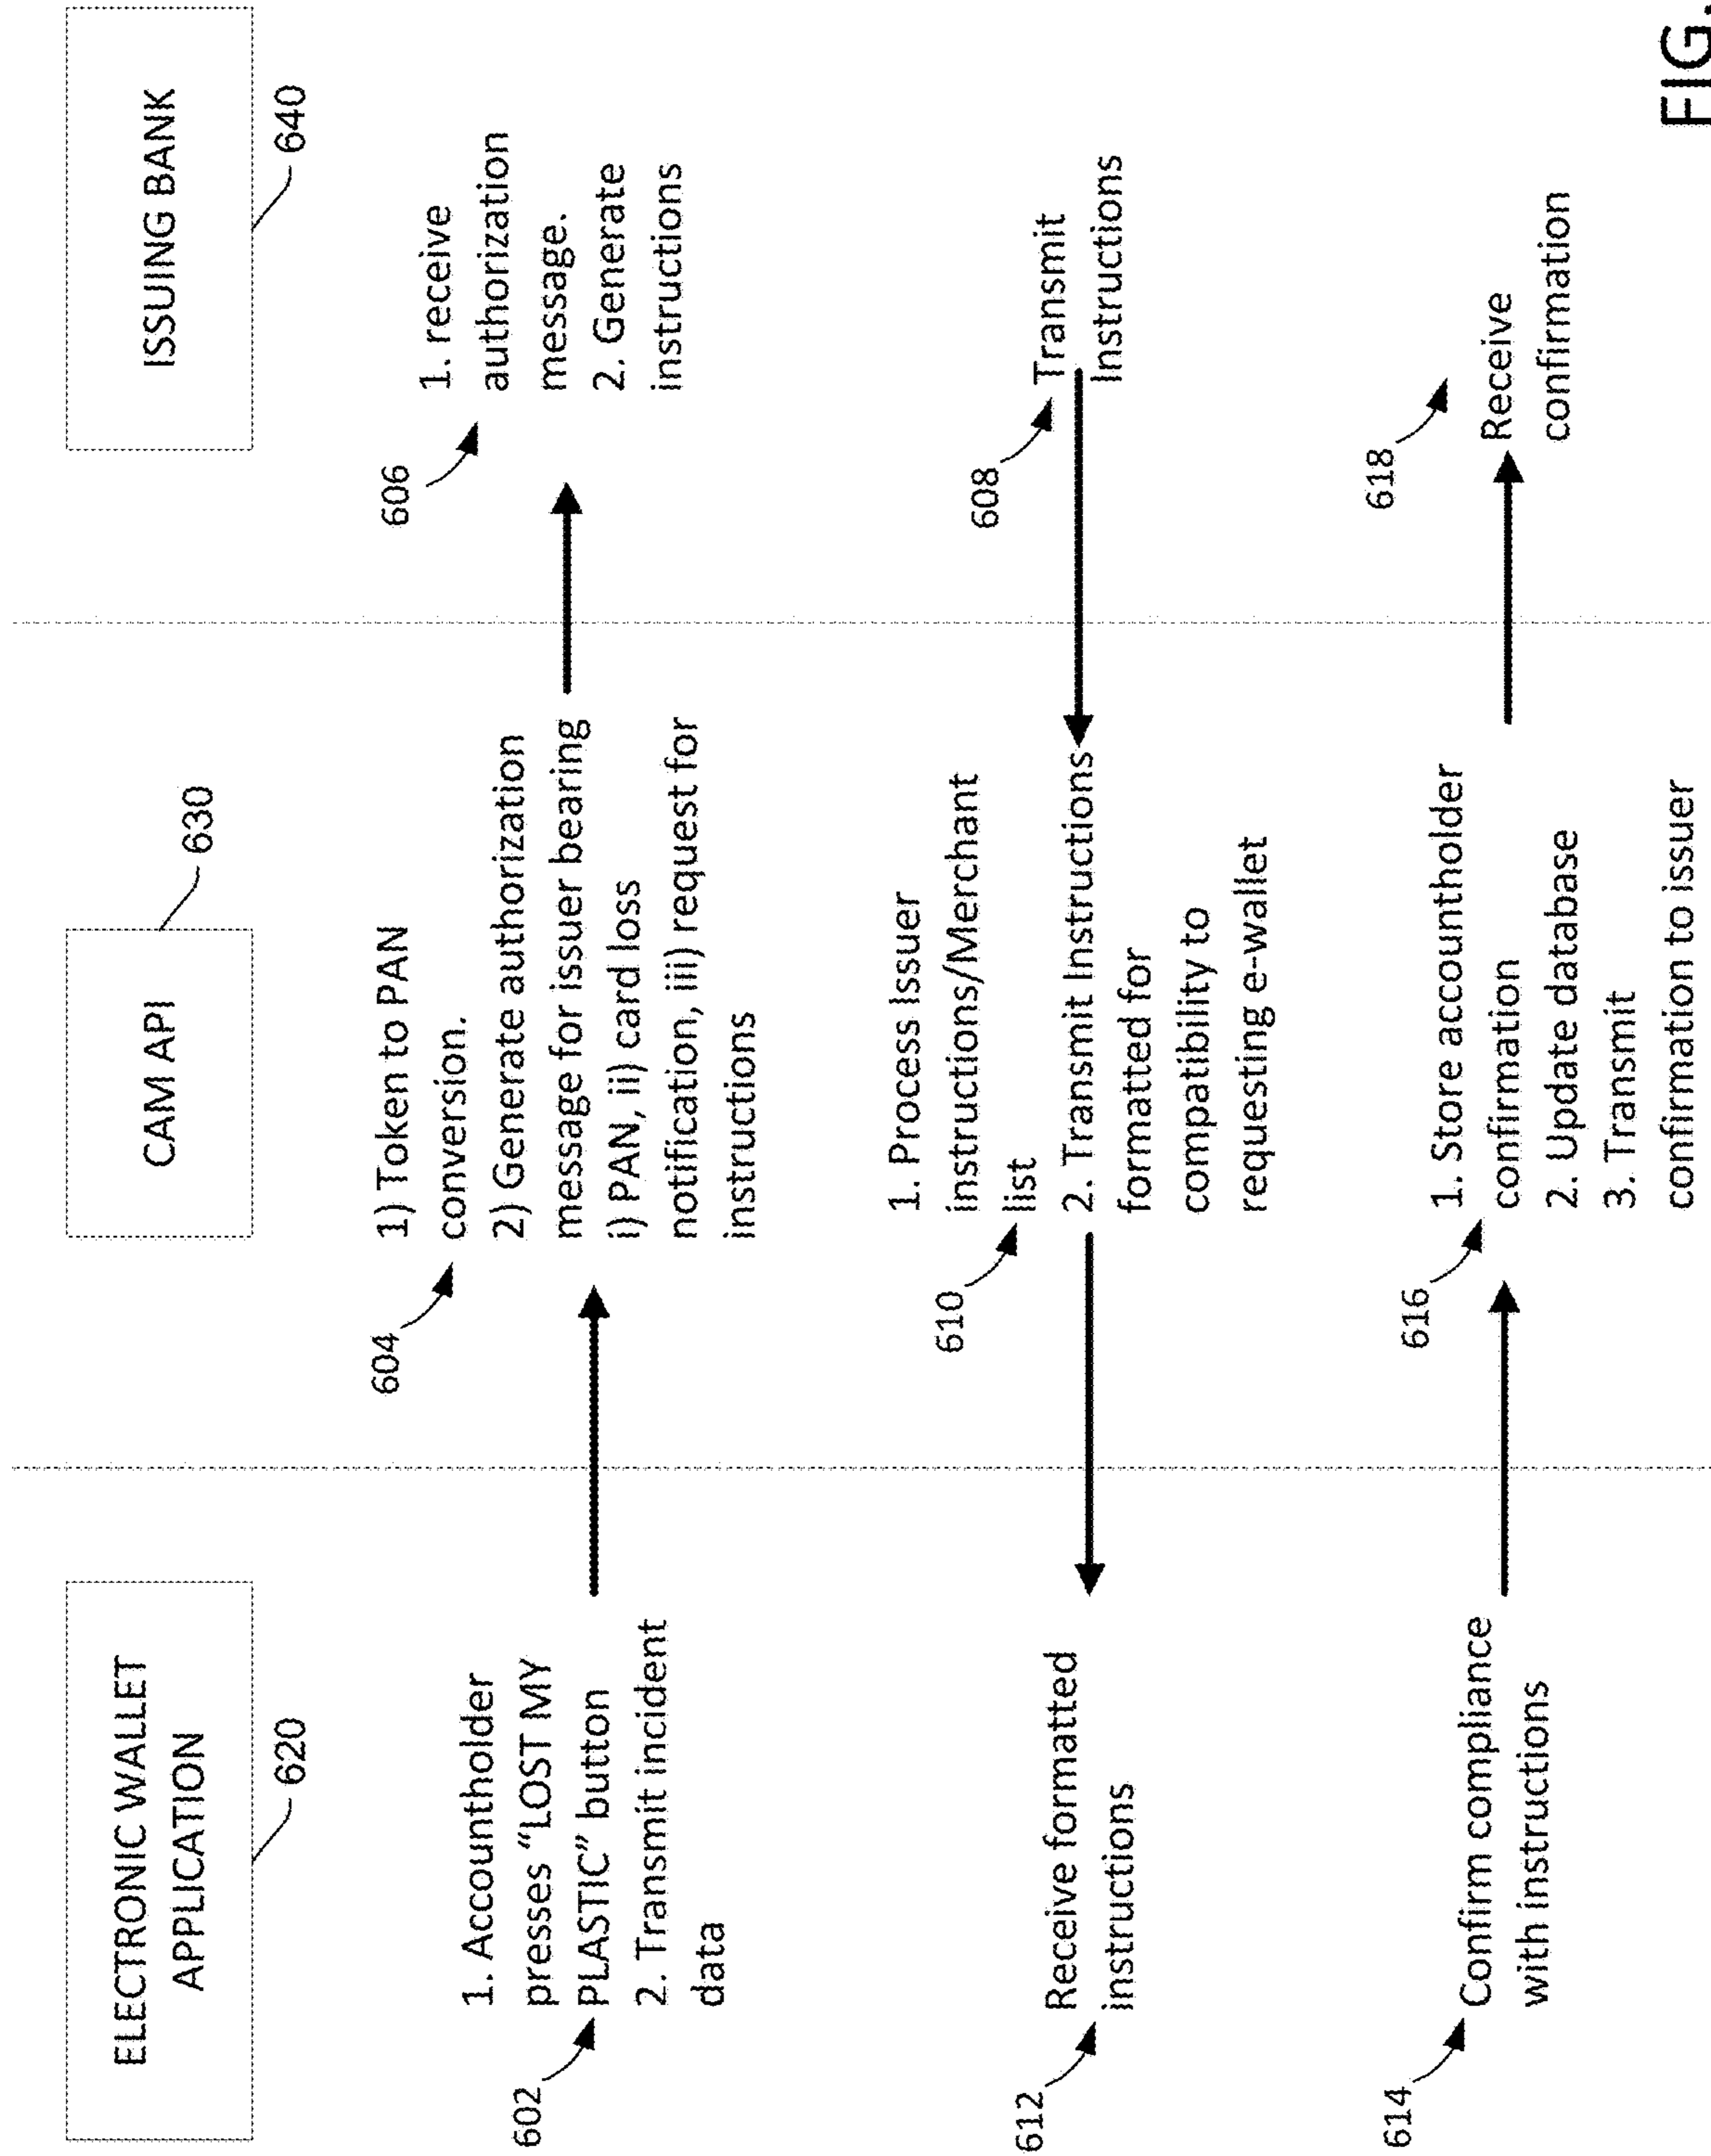 ELECTRONIC WALLET
APPLICATION
620
CAM API
630
ISSUING BANK
640
602
1. Accountholder
presses “LOST MY
PLASTIC” button
2. Transmit incident
data
604
1) Token to PAN
conversion.
2) Generate authorization
message for issuer bearing
i) PAN, ii) card loss
notification, iii) request for
instructions
606
1. receive
authorization
message.
2. Generate
instructions
608
Transmit
Instructions
610
1. Process Issuer
instructions/Merchant
list
2. Transmit Instructions
formatted for
compatibility to
requesting e-wallet
612
Receive formatted
instructions
614
Confirm compliance
with instructions
616
1. Store accountholder
confirmation
2. Update database
3. Transmit
confirmation to issuer
618
Receive
confirmation
FIG.